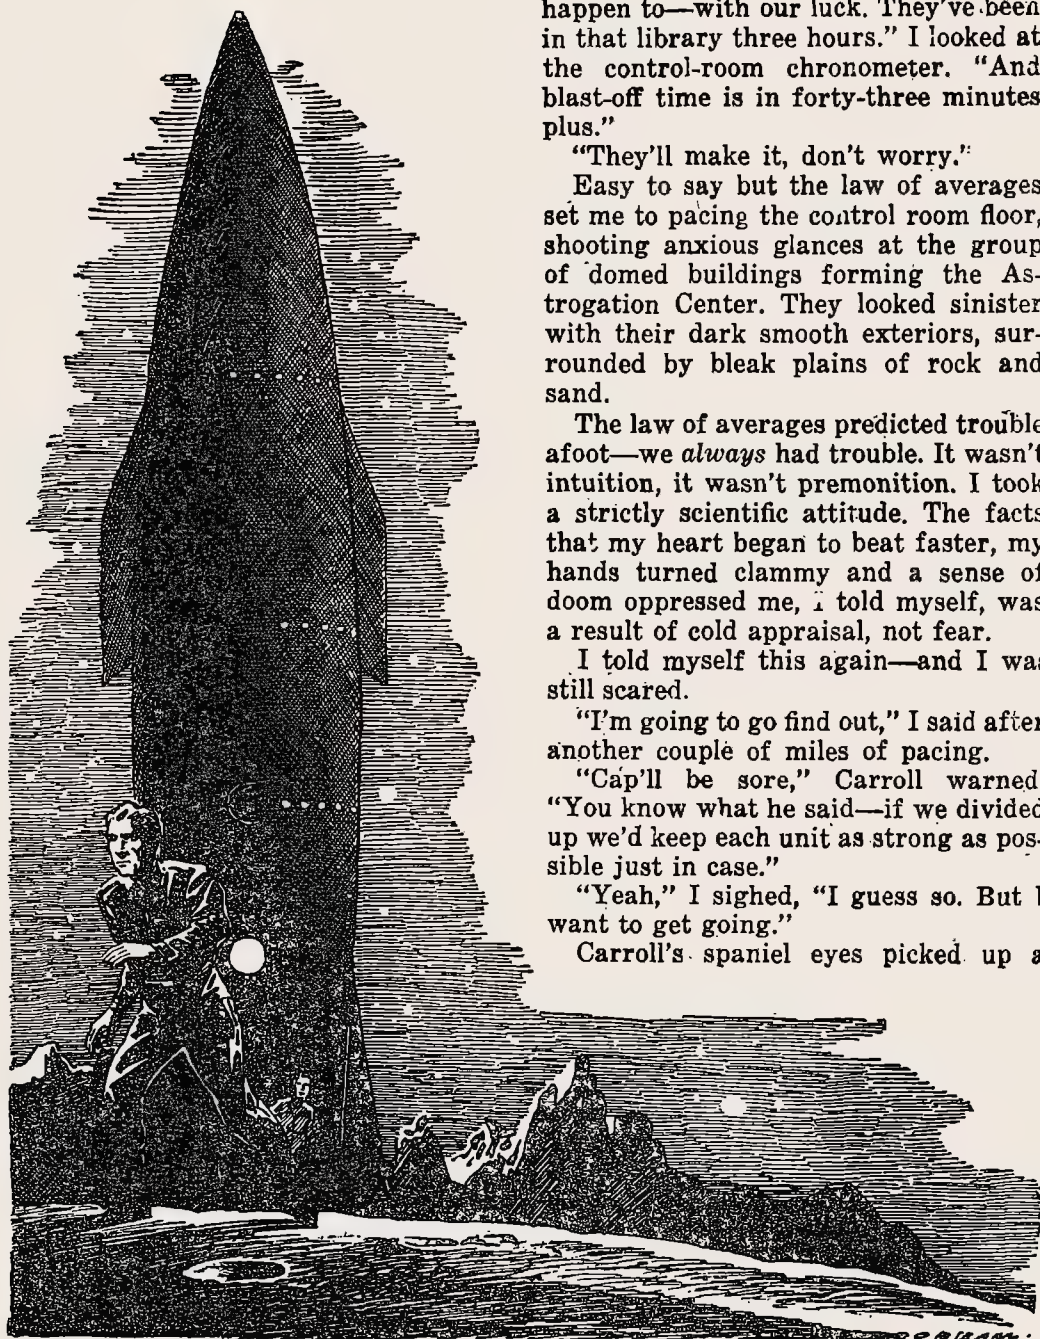 happen to—with our luck. They've been
in that library three hours." I looked at
the control-room chronometer. "And
blast-off time is in forty-three minutes
plus."
"They'll make it, don't worry."
Easy to say but the law of averages
set me to pacing the control room floor,
shooting anxious glances at the group
of domed buildings forming the As-
trogation Center. They looked sinister
with their dark smooth exteriors, sur-
rounded by bleak plains of rock and
sand.
The law of averages predicted trouble
afoot—we always had trouble. It wasn't
intuition, it wasn't premonition. I took
a strictly scientific attitude. The facts
that my heart began to beat faster, my
hands turned clammy and a sense of
doom oppressed me, I told myself, was
a result of cold appraisal, not fear.
I told myself this again—and I was
still scared.
"I'm going to go find out," I said after
another couple of miles of pacing.
"Cap'll be sore," Carroll warned
"You know what he said—if we divided
up we'd keep each unit as strong as pos-
sible just in case."
"Yeah," I sighed, "I guess so. But I
want to get going."
Carroll's spaniel eyes picked up a